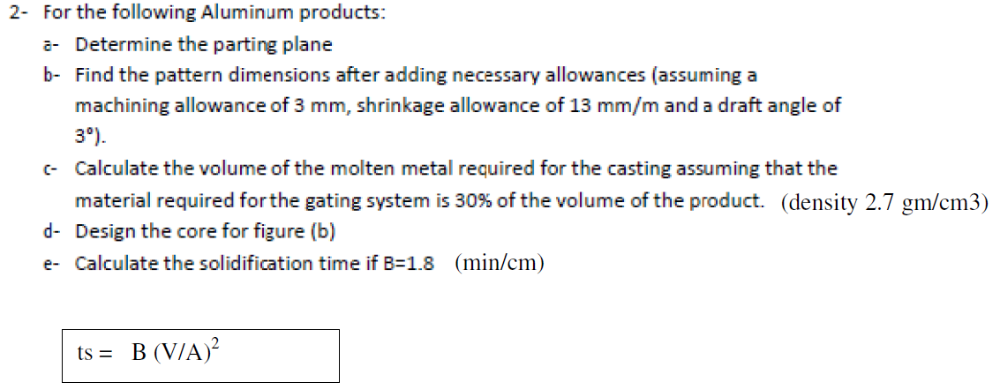 2- For the following Aluminum products:
a- Determine the parting plane
b- Find the pattern dimensions after adding necessary allowances (assuming a
machining allowance of 3 mm, shrinkage allowance of 13 mm/m and a draft angle of
3°).
c- Calculate the volume of the molten metal required for the casting assuming that the
material required for the gating system is 30% of the volume of the product. (density 2.7 gm/cm3)
d- Design the core for figure (b)
e- Calculate the solidification time if B=1.8 (min/cm)
ts = B (V/A)²